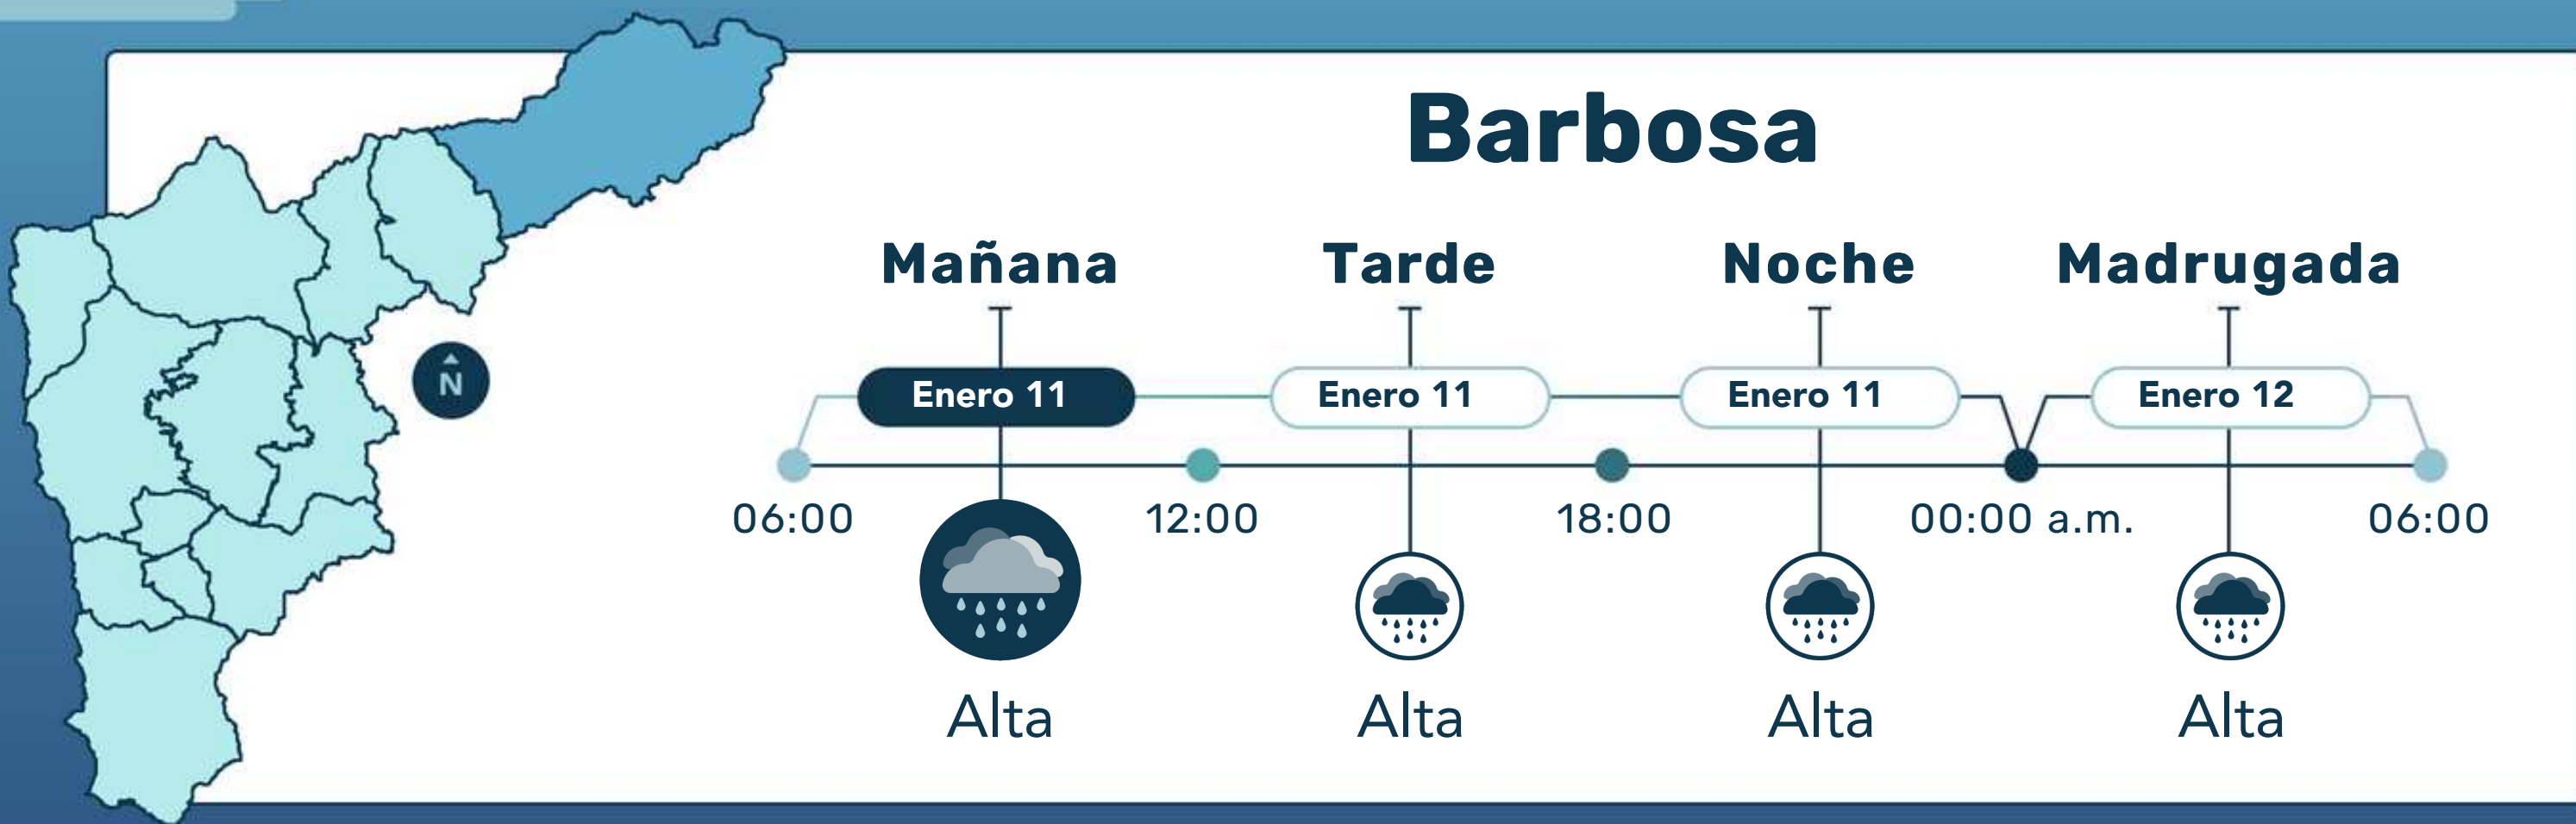 Barbosa
Mañana Tarde Noche Madrugada
N
Enero 11 Enero 11 Enero 11 Enero 12
06:00 12:00 18:00 00:00 a.m. 06:00
Alta Alta Alta Alta